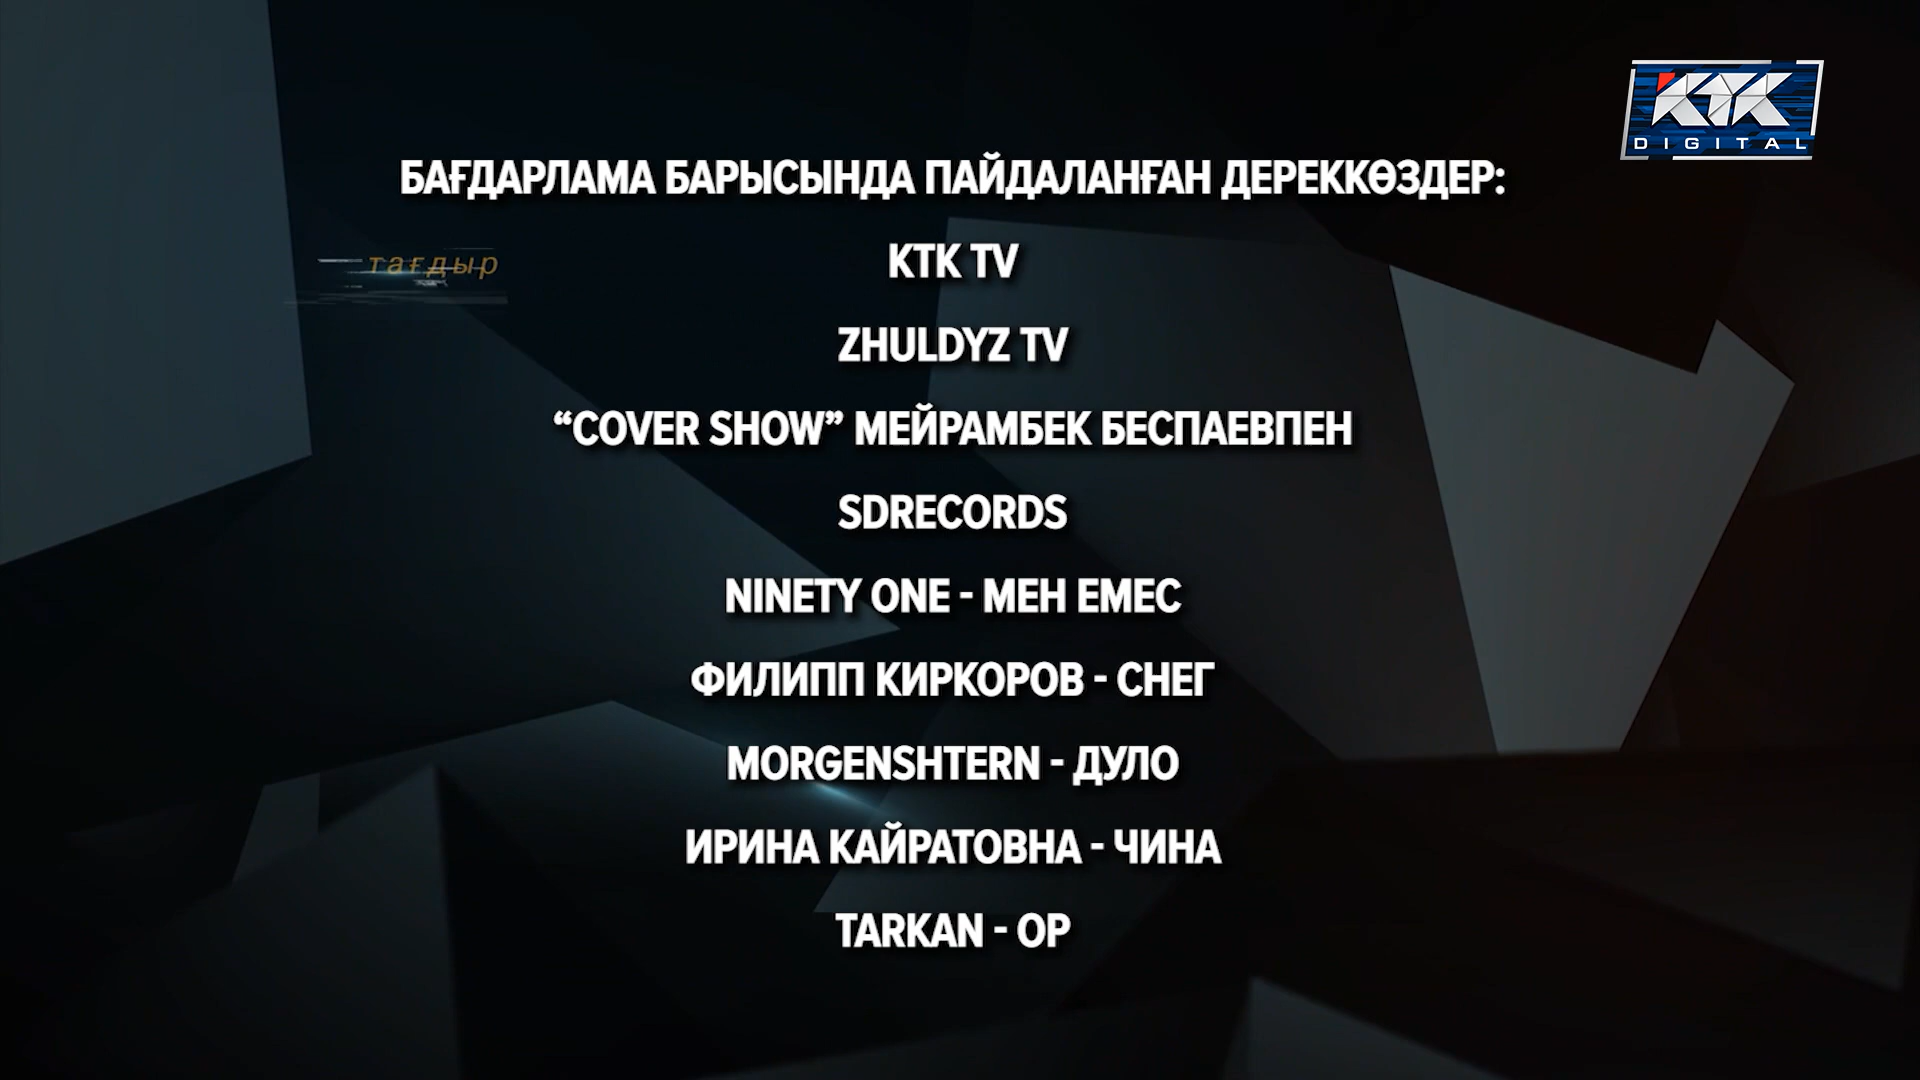 KTK
DIGITAL
БАҒДАРЛАМА БАРЫСЫНДА ПАЙДАЛАНҒАН ДЕРЕККӨЗДЕР:
KTK TV
тағдыр
ZHULDYZ TV
“COVER SHOW” МЕЙРАМБЕК БЕСПАЕВПЕН
SDRECORDS
NINETY ONE - МЕН ЕМЕС
ФИЛИПП КИРКОРОВ - СНЕГ
MORGENSHTERN - ДУЛО
ИРИНА КАЙРАТОВНА - ЧИНА
TARKAN - OP